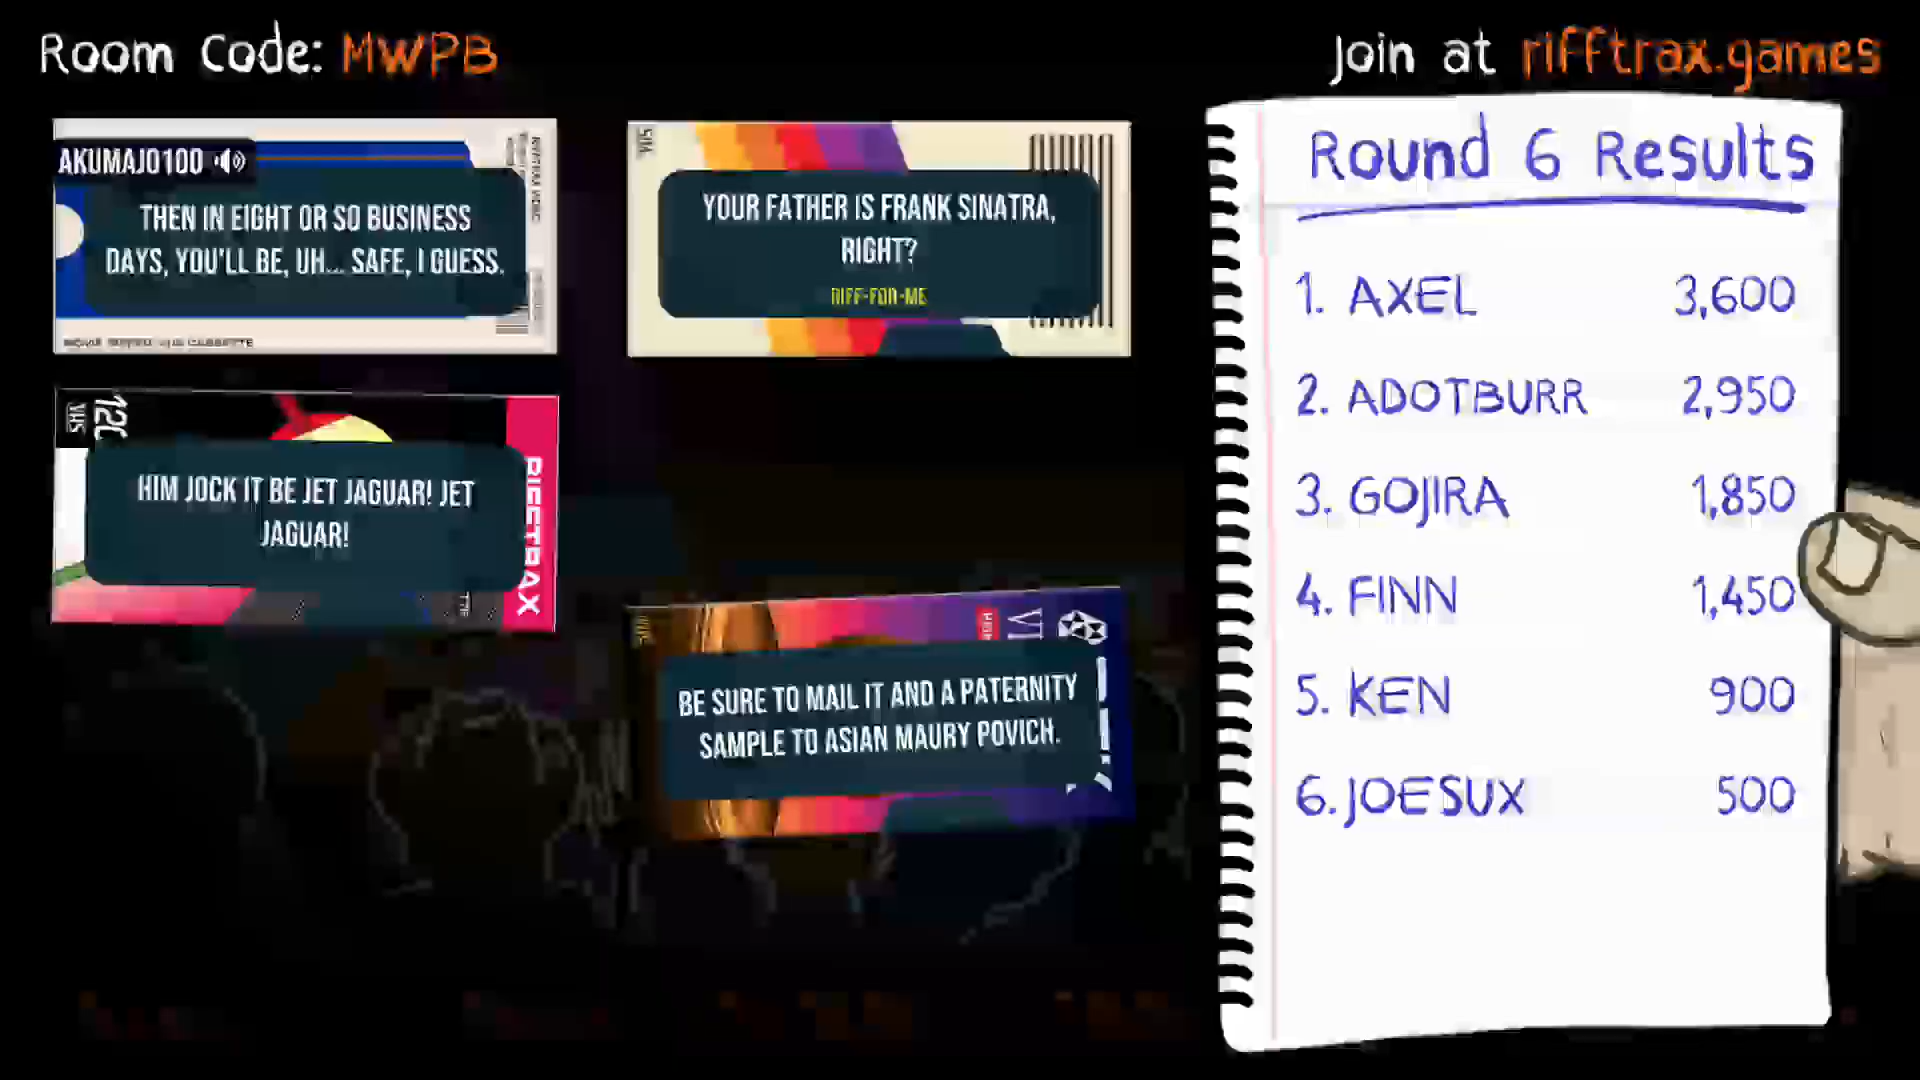 Room Code: MWPB
Join at rifftrax.games
AKUMAJO100
THEN IN EIGHT OR SO BUSINESS
DAYS, YOU'LL BE, UH... SAFE, I GUESS.
VHS
YOUR FATHER IS FRANK SINATRA,
RIGHT?
RIFF-FOR-ME
VHS
120
HIM JOCK IT BE JET JAGUAR! JET
JAGUAR!
RIFFTRAX
BE SURE TO MAIL IT AND A PATERNITY
SAMPLE TO ASIAN MAURY POVICH.
Round 6 Results
1. AXEL 3,600
2. ADOTBURR 2,950
3. GOJIRA 1,850
4. FINN 1,450
5. KEN 900
6. JOESUX 500